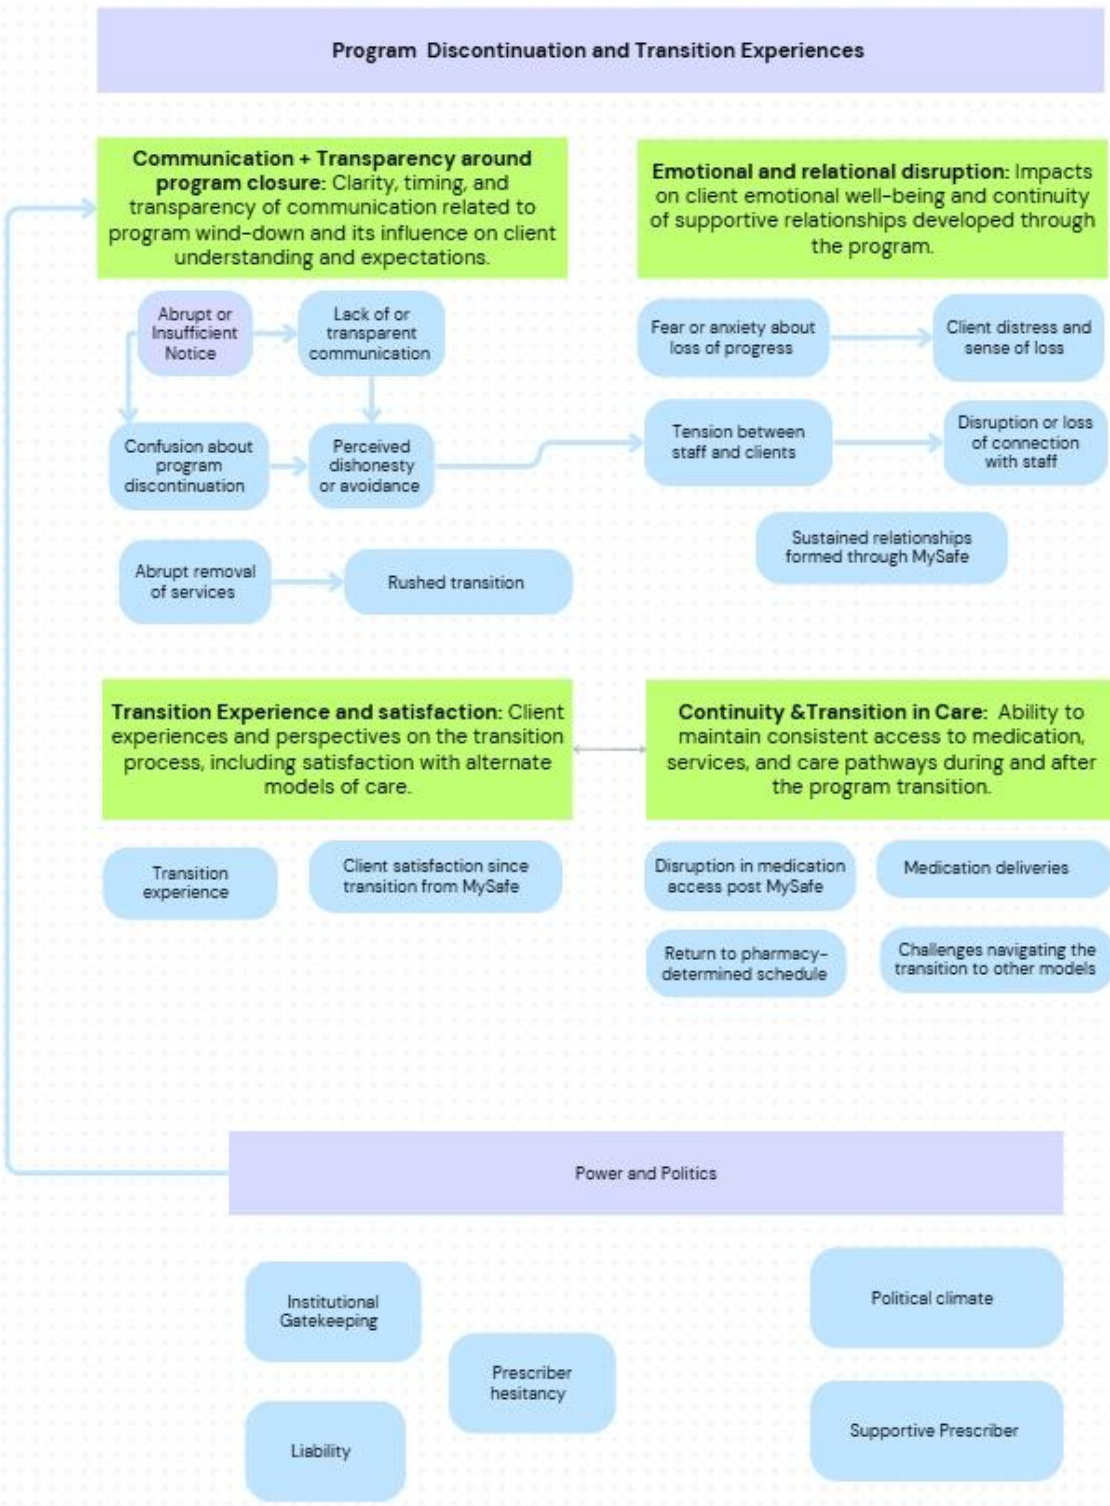 Program Discontinuation and Transition Experiences
Communication + Transparency around
program closure: Clarity, timing, and
transparency of communication related to
program wind-down and its influence on client
understanding and expectations.
Emotional and relational disruption: Impacts
on client emotional well-being and continuity
of supportive relationships developed through
the program.
Abrupt or
Insufficient
Notice
Lack of or
transparent
communication
Fear or anxiety about
loss of progress
Client distress and
sense of loss
Confusion about
program
discontinuation
Perceived
dishonesty
or avoidance
Tension between
staff and clients
Disruption or loss
of connection
with staff
Sustained relationships
formed through MySafe
Abrupt removal
of services
Rushed transition
Transition Experience and satisfaction: Client
experiences and perspectives on the transition
process, including satisfaction with alternate
models of care.
Continuity &Transition in Care: Ability to
maintain consistent access to medication,
services, and care pathways during and after
the program transition.
Transition
experience
Client satisfaction since
transition from MySafe
Disruption in medication
access post MySafe
Medication deliveries
Return to pharmacy-
determined schedule
Challenges navigating the
transition to other models
Power and Politics
Institutional
Gatekeeping
Political climate
Prescriber
hesitancy
Liability
Supportive Prescriber